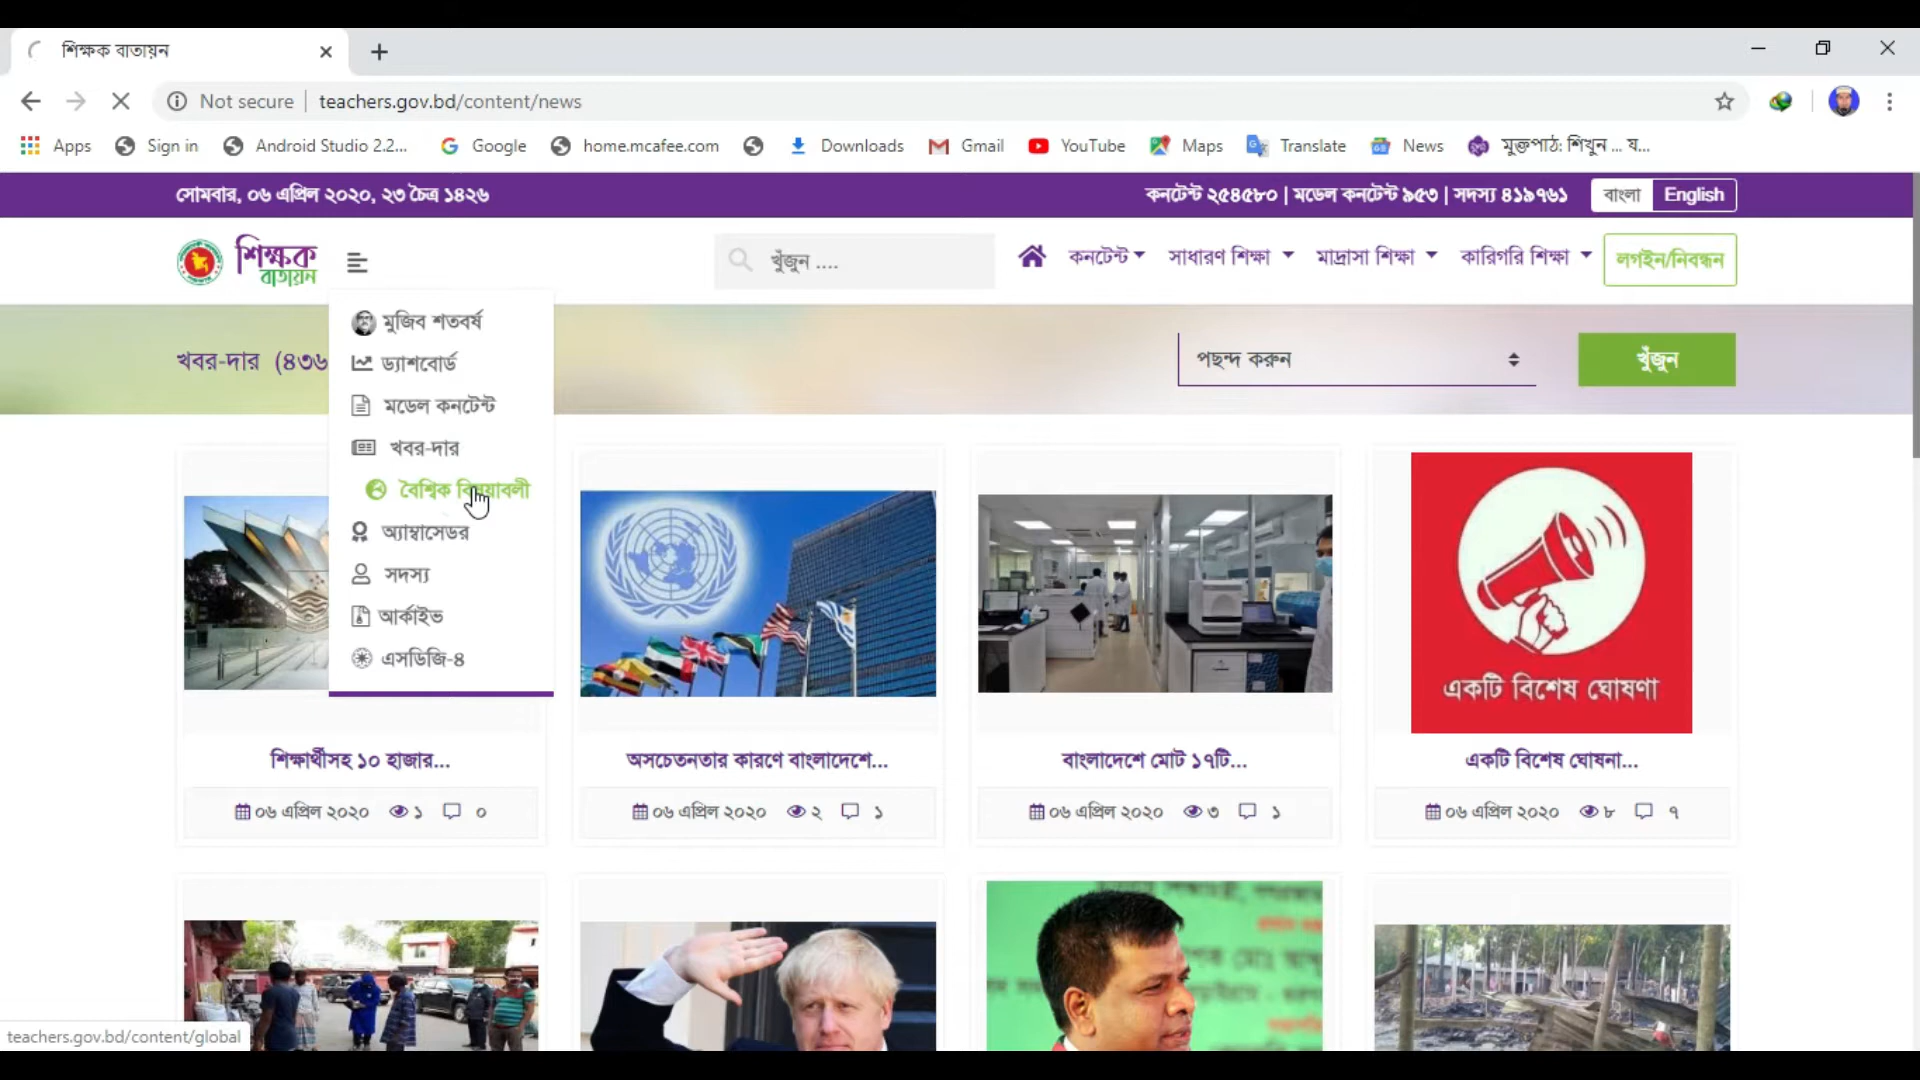 শিক্ষক বাতায়ন
Not secure | teachers.gov.bd/content/news
Apps Sign in Android Studio 2.2... Google home.mcafee.com Downloads Gmail YouTube Maps Translate News মুক্তপাঠ: শিখুন ... য...
সোমবার, ০৬ এপ্রিল ২০২০, ২৩ চৈত্র ১৪২৬
কনটেন্ট ২৫৪৫৮০ | মডেল কনটেন্ট ৯৫৩ | সদস্য ৪১৯৭৬১ বাংলা English
শিক্ষক বাতায়ন
খুঁজুন ....
কনটেন্ট সাধারণ শিক্ষা মাদ্রাসা শিক্ষা কারিগরি শিক্ষা লগইন/নিবন্ধন
মুজিব শতবর্ষ
ড্যাশবোর্ড
মডেল কনটেন্ট
খবর-দার
বৈশ্বিক বিষয়াবলী
অ্যাম্বাসেডর
সদস্য
আর্কাইভ
এসডিজি-৪
খবর-দার (৪৩৬
পছন্দ করুন খুঁজুন
একটি বিশেষ ঘোষণা
শিক্ষার্থীসহ ১০ হাজার...
০৬ এপ্রিল ২০২০ ১ ০
অসচেতনতার কারণে বাংলাদেশে...
০৬ এপ্রিল ২০২০ ২ ১
বাংলাদেশে মোট ১৭টি...
০৬ এপ্রিল ২০২০ ৩ ১
একটি বিশেষ ঘোষনা...
০৬ এপ্রিল ২০২০ ৮ ৭
teachers.gov.bd/content/global